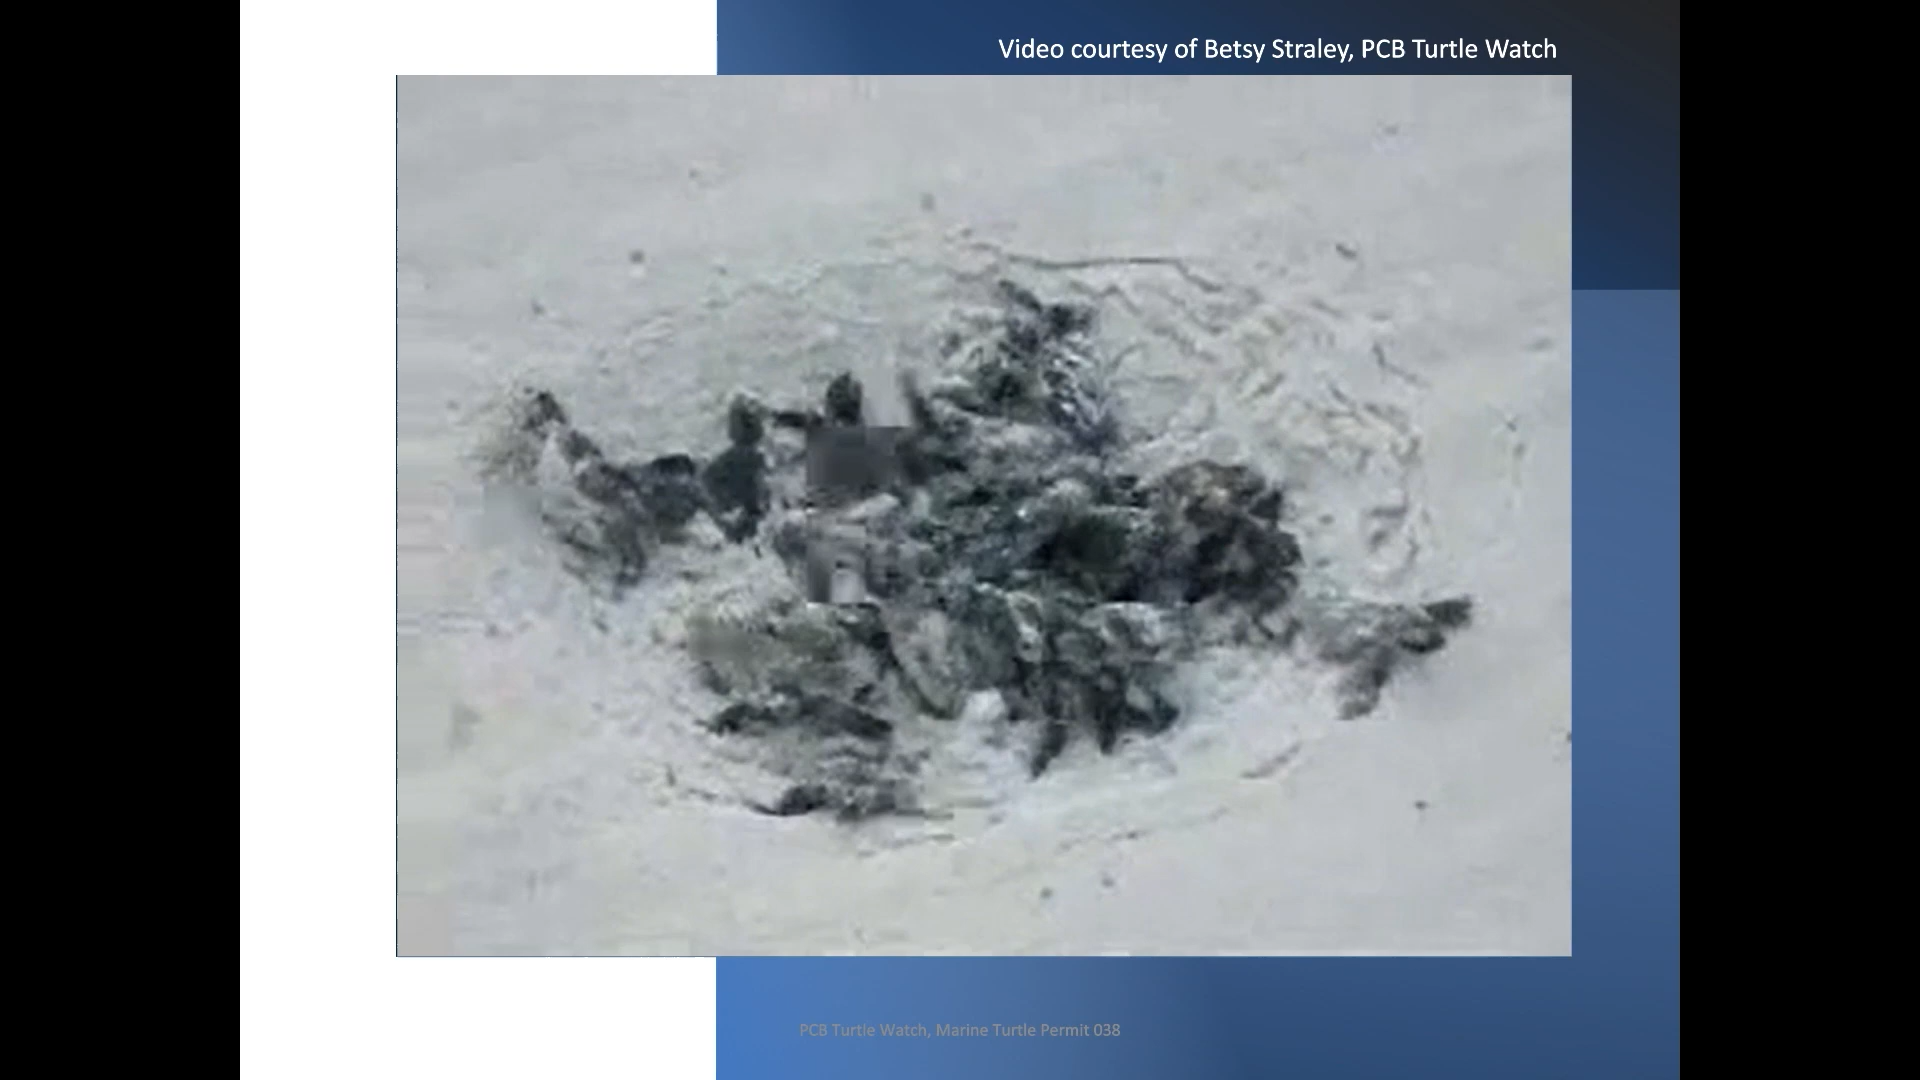 Video courtesy of Betsy Straley, PCB Turtle Watch
PCB Turtle Watch, Marine Turtle Permit 038